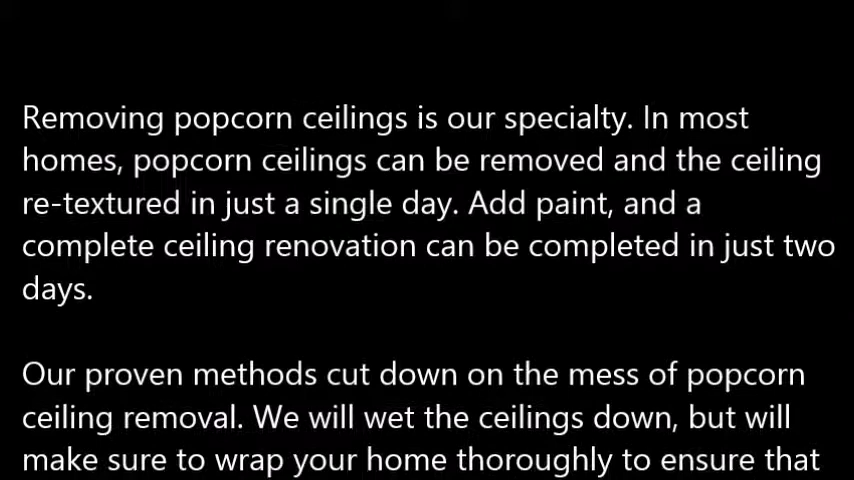 Removing popcorn ceilings is our specialty. In most
homes, popcorn ceilings can be removed and the ceiling
re-textured in just a single day. Add paint, and a
complete ceiling renovation can be completed in just two
days.
Our proven methods cut down on the mess of popcorn
ceiling removal. We will wet the ceilings down, but will
make sure to wrap your home thoroughly to ensure that